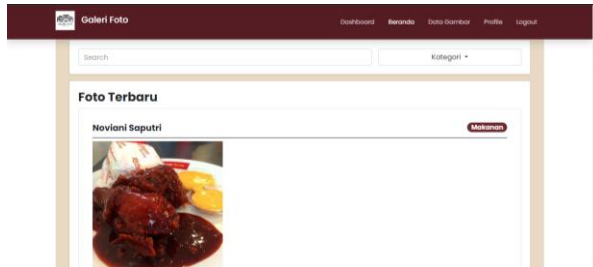 Galeri Foto
Dashboard Beranda Data Gambar Profile Logout
Search
Kategori
Foto Terbaru
Noviani Saputri
Makanan